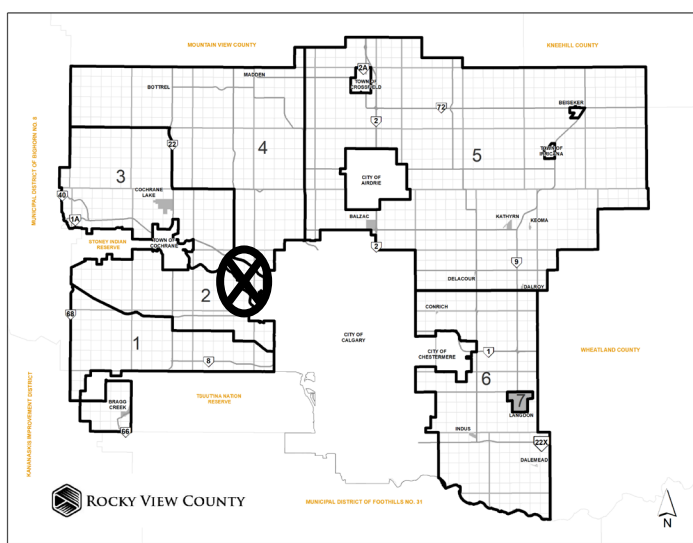 MOUNTAIN VIEW COUNTY
KNEEHILL COUNTY
MUNICIPAL DISTRICT OF BIGHORN NO. 8
MADDEN
BOTTREL
2A
TOWN OF
CROSSFIELD
72
BEISEKER
2
22
4
5
TOWN OF
IRRICANA
3
CITY OF
AIRDRIE
COCHRANE
LAKE
40
1A
BALZAC
KATHYRN
KEOMA
STONEY INDIAN
RESERVE
TOWN OF
COCHRANE
2
9
DELACOUR
DALROY
2
68
CONRICH
1
CITY OF
CALGARY
CITY OF
CHESTERMERE
1
WHEATLAND COUNTY
8
6
KANANASKIS IMPROVEMENT DISTRICT
BRAGG
CREEK
TSUUTINA NATION
RESERVE
7
LANGDON
66
INDUS
22X
DALEMEAD
ROCKY VIEW COUNTY
MUNICIPAL DISTRICT OF FOOTHILLS NO. 31
N